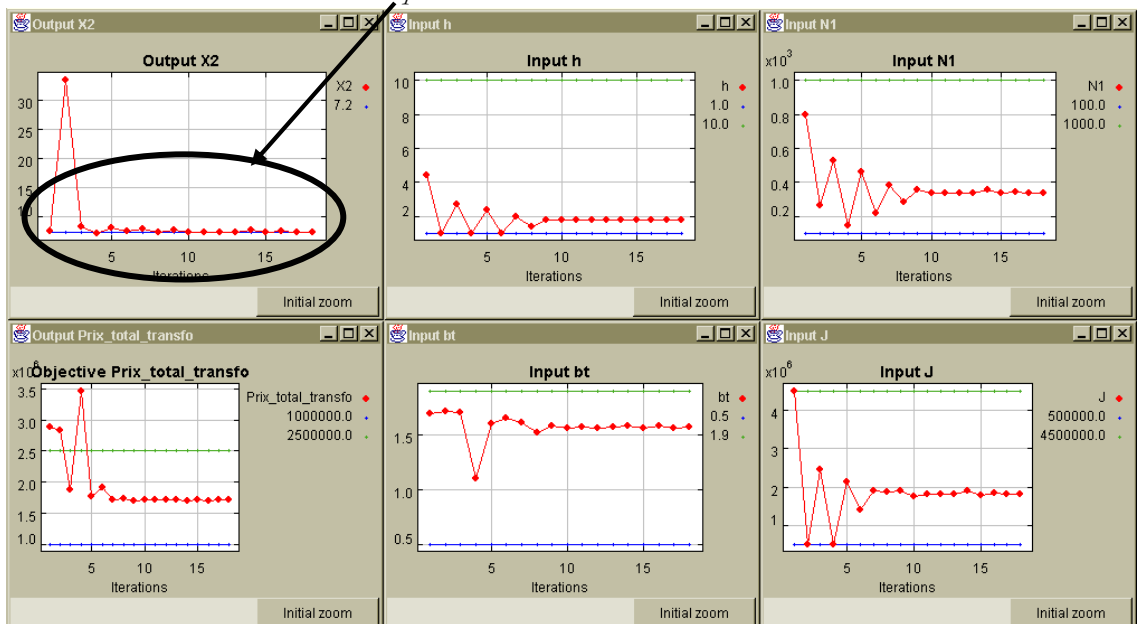 Output X2
Output X2
X2
7.2
30
25
20
15
10
5
10
15
Iterations
Initial zoom
Input h
Input h
h
1.0
10.0
10
8
6
4
2
5
10
15
Iterations
Initial zoom
Input N1
x10^3
Input N1
N1
100.0
1000.0
1.0
0.8
0.6
0.4
0.2
5
10
15
Iterations
Initial zoom
Output Prix_total_transfo
x10^6
Objective Prix_total_transfo
Prix_total_transfo
1000000.0
2500000.0
3.5
3.0
2.5
2.0
1.5
1.0
5
10
15
Iterations
Initial zoom
Input bt
Input bt
bt
0.5
1.9
1.5
1.0
0.5
5
10
15
Iterations
Initial zoom
Input J
x10^6
Input J
J
500000.0
4500000.0
4
3
2
1
5
10
15
Iterations
Initial zoom